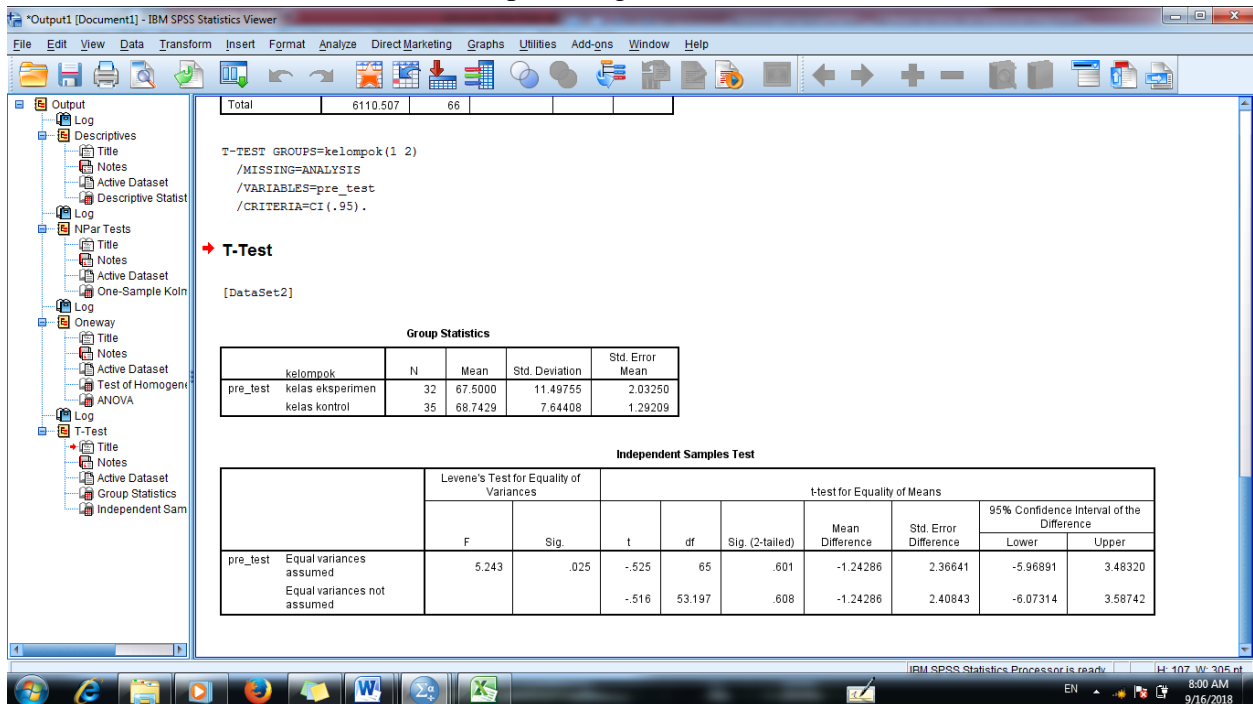 *Output1 [Document1] - IBM SPSS Statistics Viewer
File Edit View Data Transform Insert Format Analyze Direct Marketing Graphs Utilities Add-ons Window Help
Output
Log
Descriptives
Title
Notes
Active Dataset
Descriptive Statist
Log
NPar Tests
Title
Notes
Active Dataset
One-Sample Kolm
Log
Oneway
Title
Notes
Active Dataset
Test of Homogene
ANOVA
Log
T-Test
Title
Notes
Active Dataset
Group Statistics
Independent Sam
Total 6110.507 66
T-TEST GROUPS=kelompok(1 2)
/MISSING=ANALYSIS
/VARIABLES=pre_test
/CRITERIA=CI(.95).
T-Test
[DataSet2]
Group Statistics
kelompok N Mean Std. Deviation Std. Error Mean
pre_test kelas eksperimen 32 67.5000 11.49755 2.03250
kelas kontrol 35 68.7429 7.64408 1.29209
Independent Samples Test
Levene's Test for Equality of Variances t-test for Equality of Means
95% Confidence Interval of the Difference
F Sig. t df Sig. (2-tailed) Mean Difference Std. Error Difference Lower Upper
pre_test Equal variances assumed 5.243 .025 -.525 65 .601 -1.24286 2.36641 -5.96891 3.48320
Equal variances not assumed -.516 53.197 .608 -1.24286 2.40843 -6.07314 3.58742
IBM SPSS Statistics Processor is ready H: 107, W: 305 pt
EN 8:00 AM
9/16/2018